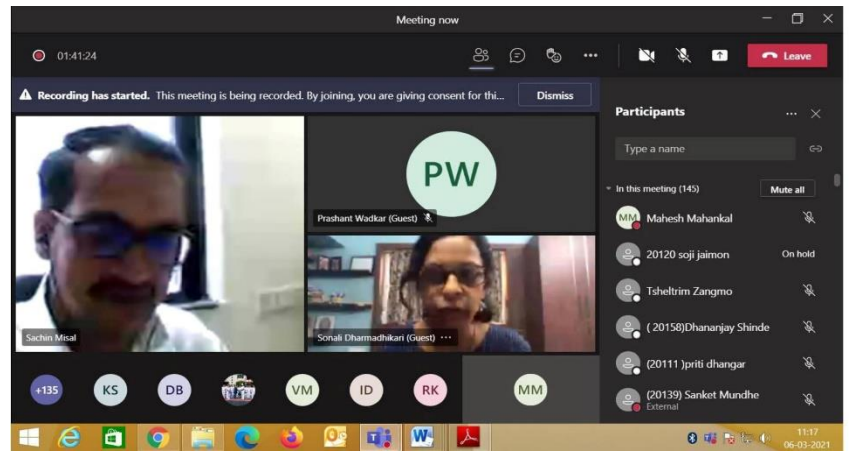 Meeting now
01:41:24
Leave
Recording has started. This meeting is being recorded. By joining, you are giving consent for thi...
Dismiss
Participants
Type a name
In this meeting (145)
Mute all
MM Mahesh Mahankal
20120 soji jaimon
On hold
Tsheltrim Zangmo
( 20158)Dhananjay Shinde
(20111 )priti dhangar
(20139) Sanket Mundhe
External
PW
Prashant Wadkar (Guest)
Sachin Misal
Sonali Dharmadhikari (Guest) ...
+135
KS
DB
VM
ID
RK
MM
11:17
06-03-2021